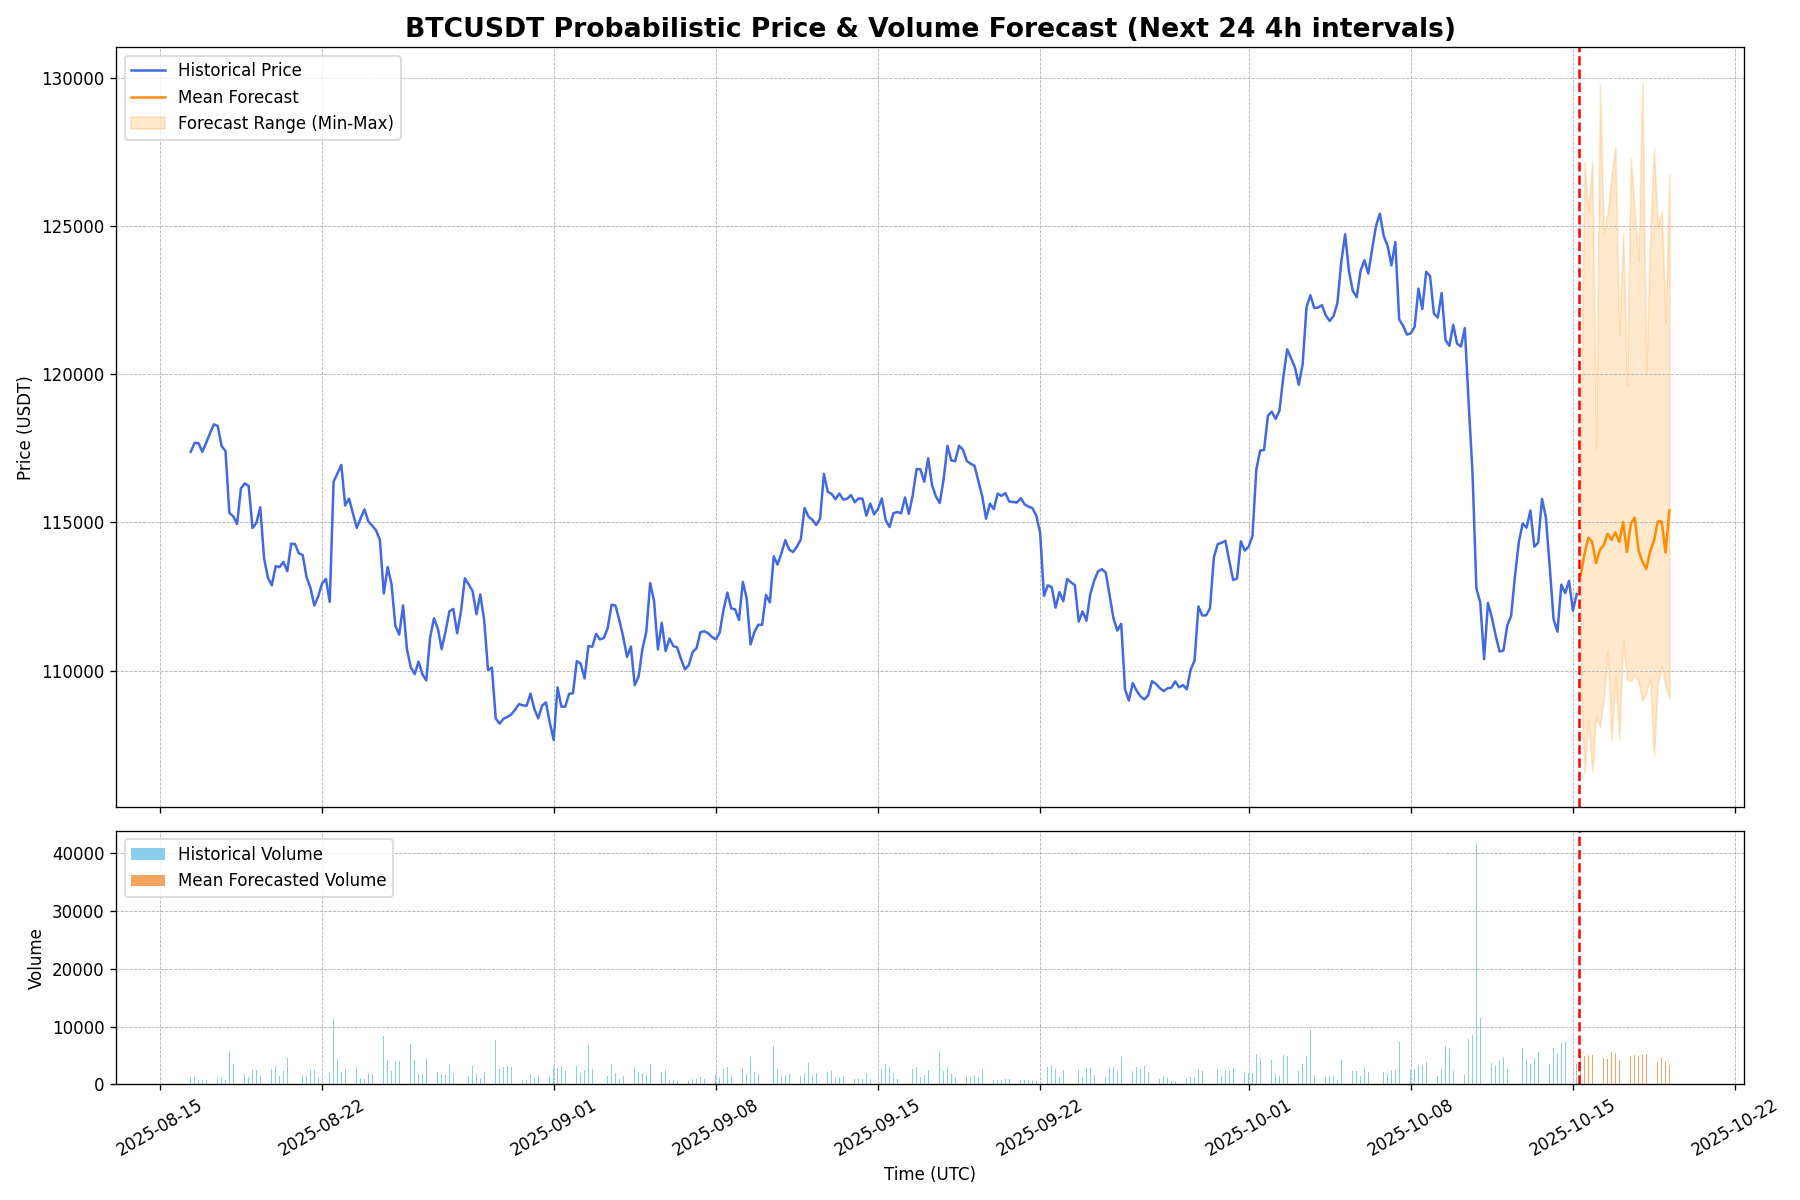 BTCUSDT Probabilistic Price & Volume Forecast (Next 24 4h intervals)
Historical Price
Mean Forecast
Forecast Range (Min-Max)
130000
125000
120000
115000
110000
Price (USDT)
Historical Volume
Mean Forecasted Volume
40000
30000
20000
10000
0
Volume
2025-08-15
2025-08-22
2025-09-01
2025-09-08
2025-09-15
2025-09-22
2025-10-01
2025-10-08
2025-10-15
2025-10-22
Time (UTC)